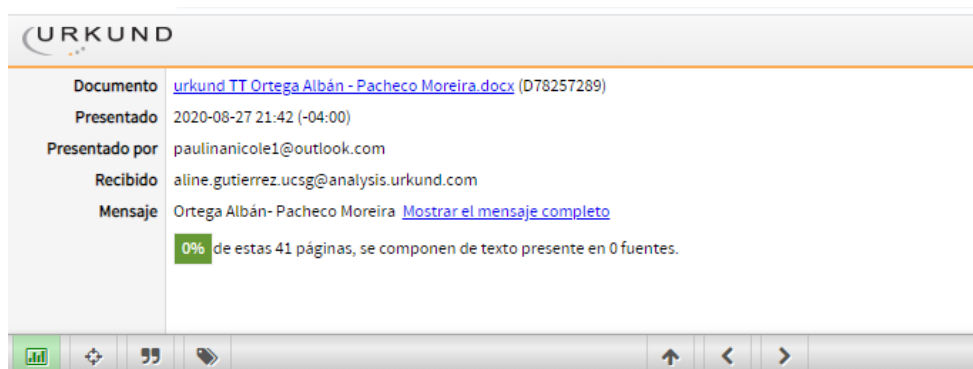 URKUND
Documento urkund TT Ortega Albán - Pacheco Moreira.docx (D78257289)
Presentado 2020-08-27 21:42 (-04:00)
Presentado por paulinanicole1@outlook.com
Recibido aline.gutierrez.ucsg@analysis.urkund.com
Mensaje Ortega Albán- Pacheco Moreira Mostrar el mensaje completo
0% de estas 41 páginas, se componen de texto presente en 0 fuentes.